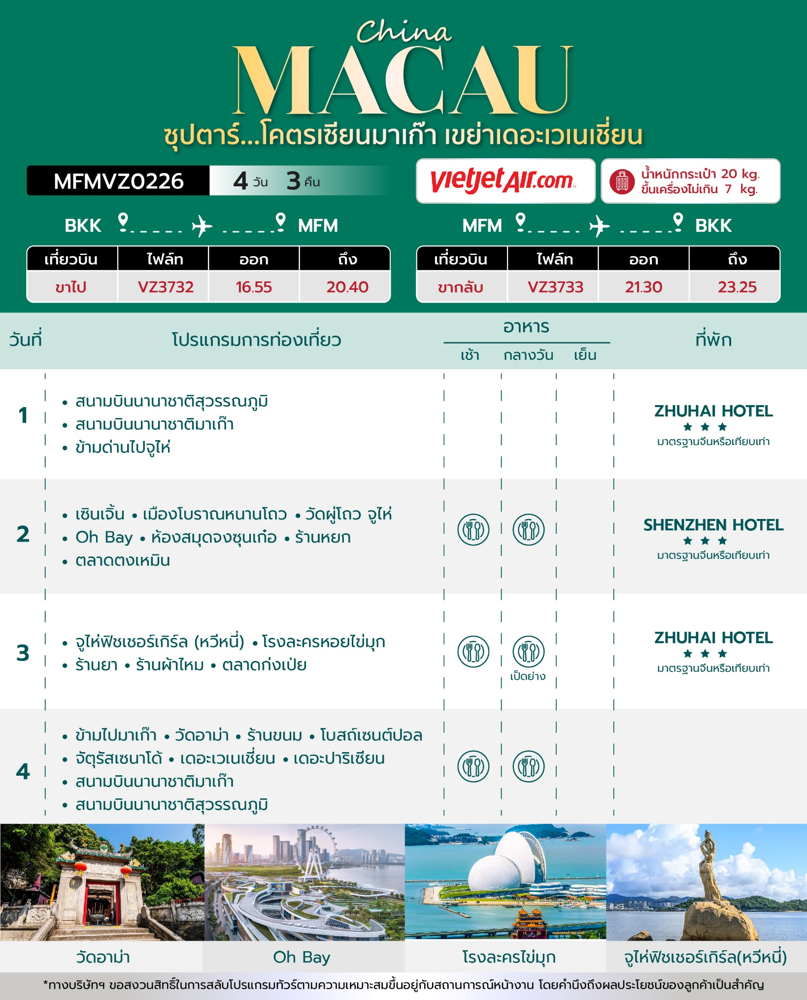 China
MACAU
ซุปตาร์...โคตรเซียนมาเก๊า เขย่าเดอะเวเนเชี่ยน
MFMVZ0226
4 วัน 3 คืน
vietjetAir.com
น้ำหนักกระเป๋า 20 kg.
ขึ้นเครื่องไม่เกิน 7 kg.
BKK MFM
เที่ยวบิน ไฟล์ท ออก ถึง
ขาไป VZ3732 16.55 20.40
MFM BKK
เที่ยวบิน ไฟล์ท ออก ถึง
ขากลับ VZ3733 21.30 23.25
วันที่ โปรแกรมการท่องเที่ยว อาหาร ที่พัก
เช้า กลางวัน เย็น
1
• สนามบินนานาชาติสุวรรณภูมิ
• สนามบินนานาชาติมาเก๊า
• ข้ามด่านไปจูไห่
ZHUHAI HOTEL
มาตรฐานจีนหรือเทียบเท่า
2
• เซินเจิ้น • เมืองโบราณหนานโถว • วัดผู่โถว จูไห่
• Oh Bay • ห้องสมุดจงซุนเก๋อ • ร้านหยก
• ตลาดตงเหมิน
SHENZHEN HOTEL
มาตรฐานจีนหรือเทียบเท่า
3
• จูไห่ฟิชเชอร์เกิร์ล (หวีหนี่) • โรงละครหอยไข่มุก
• ร้านยา • ร้านผ้าไหม • ตลาดก่งเป่ย
เป็ดย่าง
ZHUHAI HOTEL
มาตรฐานจีนหรือเทียบเท่า
4
• ข้ามไปมาเก๊า • วัดอาม่า • ร้านขนม • โบสถ์เซนต์ปอล
• จัตุรัสเซนาโด้ • เดอะเวเนเชี่ยน • เดอะปาริเซียน
• สนามบินนานาชาติมาเก๊า
• สนามบินนานาชาติสุวรรณภูมิ
วัดอาม่า
Oh Bay
โรงละครไข่มุก
จูไห่ฟิชเชอร์เกิร์ล(หวีหนี่)
*ทางบริษัทฯ ขอสงวนสิทธิ์ในการสลับโปรแกรมทัวร์ตามความเหมาะสมขึ้นอยู่กับสถานการณ์หน้างาน โดยคำนึงถึงผลประโยชน์ของลูกค้าเป็นสำคัญ